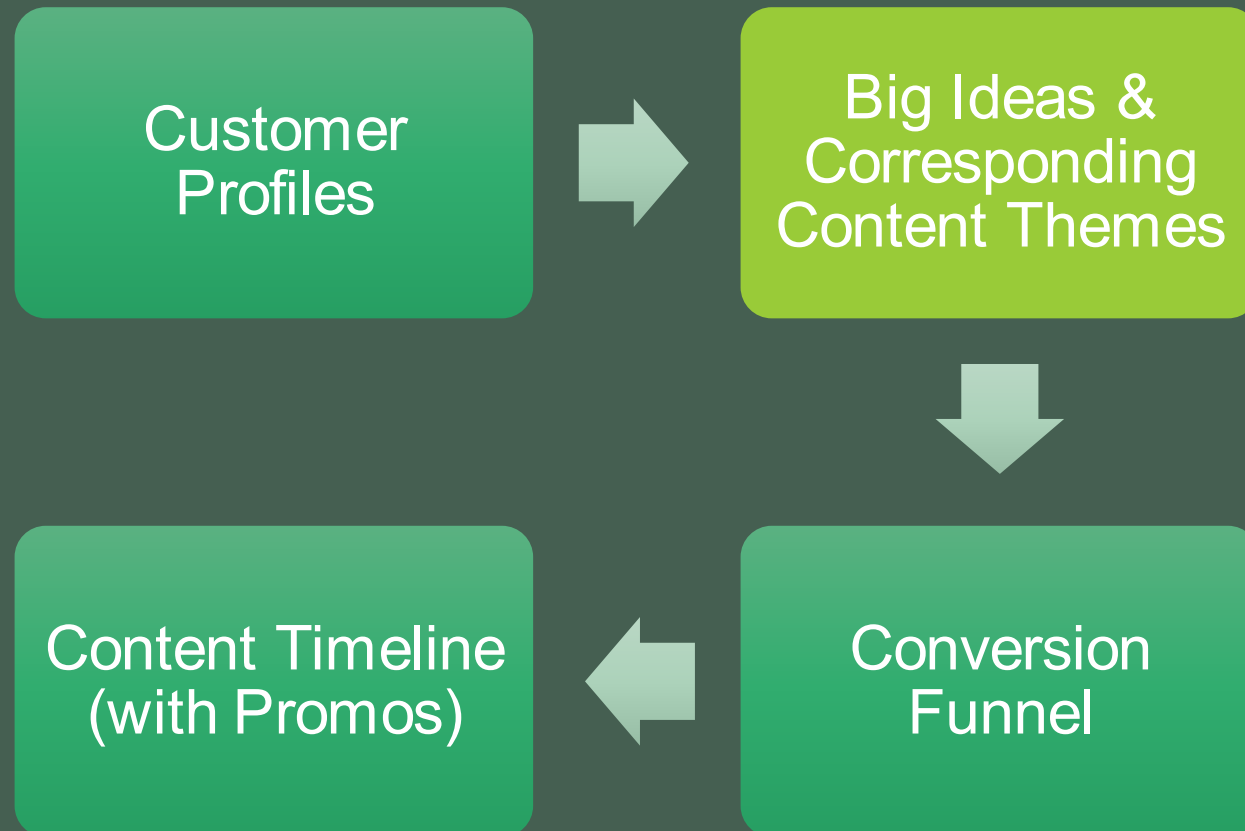 Customer
Profiles
Big Ideas &
Corresponding
Content Themes
Content Timeline
(with Promos)
Conversion
Funnel